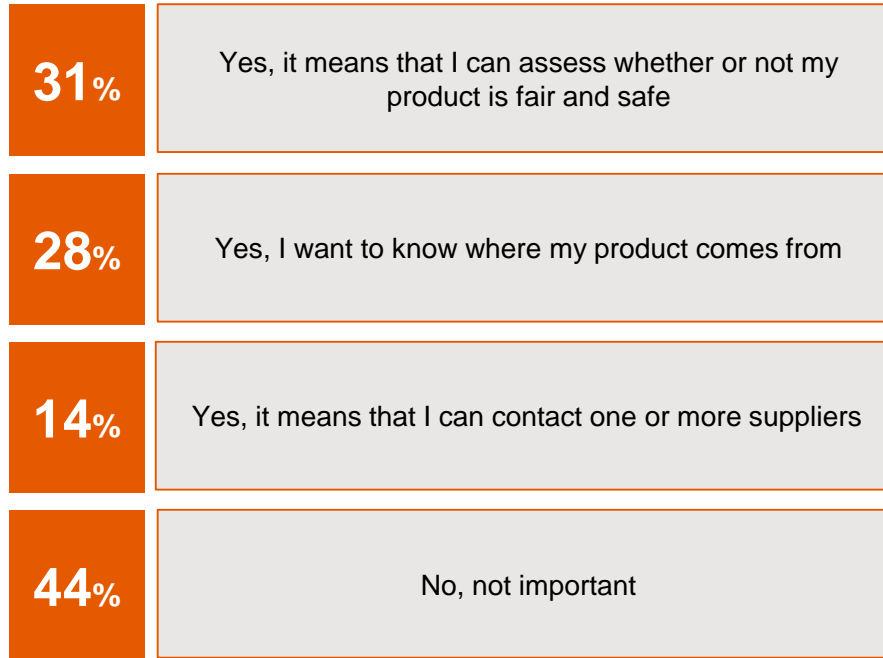 31%
Yes, it means that I can assess whether or not my
product is fair and safe
28%
Yes, I want to know where my product comes from
14%
Yes, it means that I can contact one or more suppliers
44%
No, not important